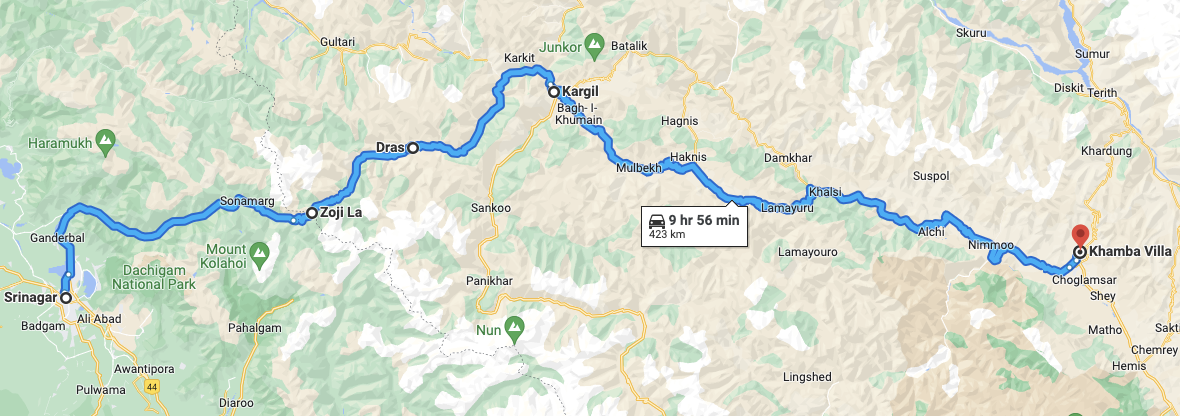 Skuru
Gultari
Junkor
Batalik
Sumur
Karkit
Diskit
Terith
Kargil
Bagh- I-
Khumain
Hagnis
Haramukh
Dras
Khardung
Haknis
Damkhar
Mulbekh
Suspol
Khalsi
Sonamarg
Zoji La
Sankoo
Lamayuru
9 hr 56 min
423 km
Alchi
Ganderbal
Nimmoo
Mount
Kolahoi
Lamayouro
Khamba Villa
Dachigam
National Park
Panikhar
Choglamsar
Srinagar
Shey
Ali Abad
Badgam
Pahalgam
Nun
Matho
Sakti
Chemrey
Awantipora
Hemis
Lingshed
44
Pulwama
Diaroo